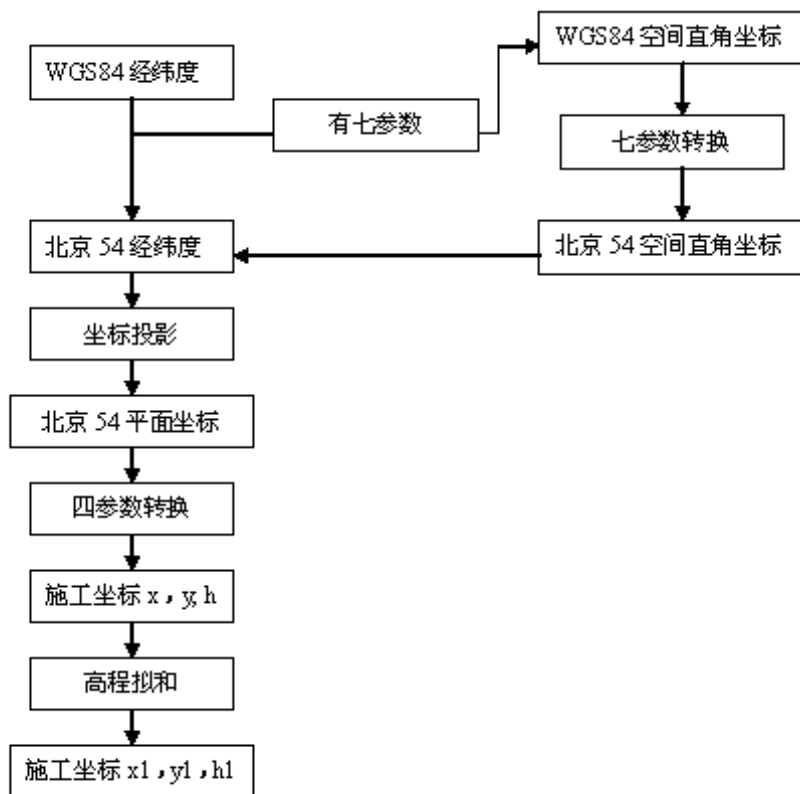 WGS84 经纬度
WGS84 空间直角坐标
有七参数
七参数转换
北京 54 经纬度
北京 54 空间直角坐标
坐标投影
北京 54 平面坐标
四参数转换
施工坐标 x，y,h
高程拟和
施工坐标 x1，y1，h1